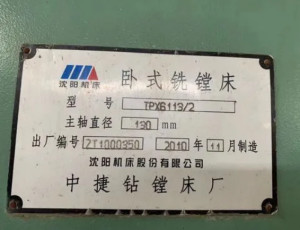 沈阳机床
卧式铣镗床
型 号 TPX6113/2
主轴直径 130 mm
出厂编号 ZT1000350 2010 年 11 月制造
沈阳机床股份有限公司
中捷钻镗床厂